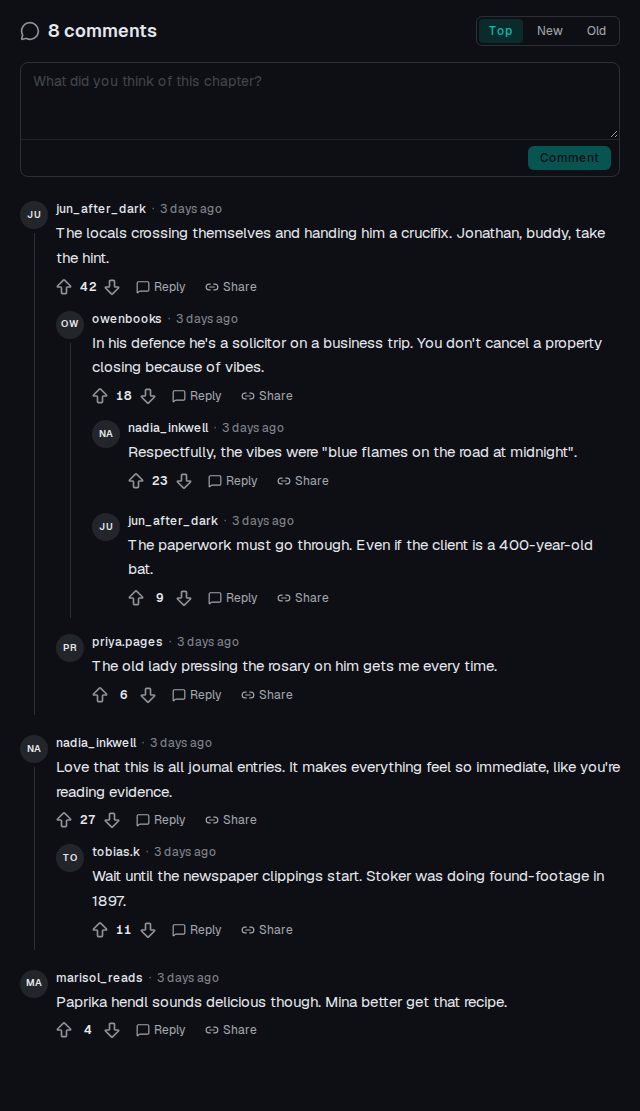 8 comments
Top New Old
What did you think of this chapter?
Comment
JU jun_after_dark · 3 days ago
The locals crossing themselves and handing him a crucifix. Jonathan, buddy, take
the hint.
42 Reply Share
OW owenbooks · 3 days ago
In his defence he's a solicitor on a business trip. You don't cancel a property
closing because of vibes.
18 Reply Share
NA nadia_inkwell · 3 days ago
Respectfully, the vibes were "blue flames on the road at midnight".
23 Reply Share
JU jun_after_dark · 3 days ago
The paperwork must go through. Even if the client is a 400-year-old
bat.
9 Reply Share
PR priya.pages · 3 days ago
The old lady pressing the rosary on him gets me every time.
6 Reply Share
NA nadia_inkwell · 3 days ago
Love that this is all journal entries. It makes everything feel so immediate, like you're
reading evidence.
27 Reply Share
TO tobias.k · 3 days ago
Wait until the newspaper clippings start. Stoker was doing found-footage in
1897.
11 Reply Share
MA marisol_reads · 3 days ago
Paprika hendl sounds delicious though. Mina better get that recipe.
4 Reply Share